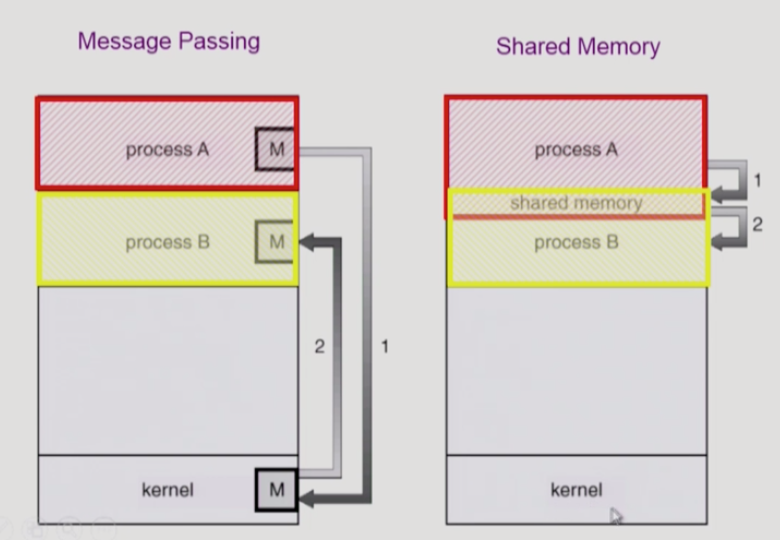 Message Passing
process A
M
process B
M
2
1
kernel
M
Shared Memory
process A
1
shared memory
2
process B
kernel